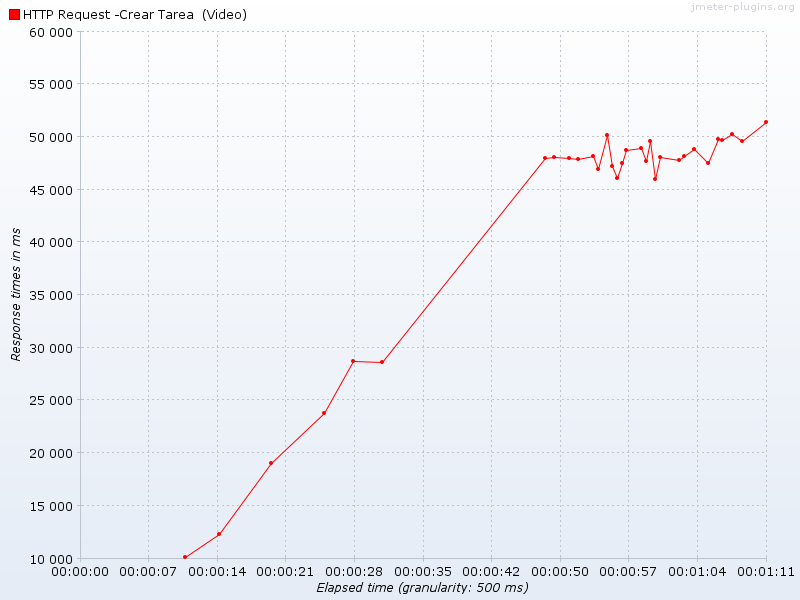 jmeter-plugins.org
HTTP Request -Crear Tarea  (Video)
60 000
55 000
50 000
45 000
40 000
35 000
30 000
25 000
20 000
15 000
10 000
Response times in ms
00:00:00 00:00:07 00:00:14 00:00:21 00:00:28 00:00:35 00:00:42 00:00:50 00:00:57 00:01:04 00:01:11
Elapsed time (granularity: 500 ms)